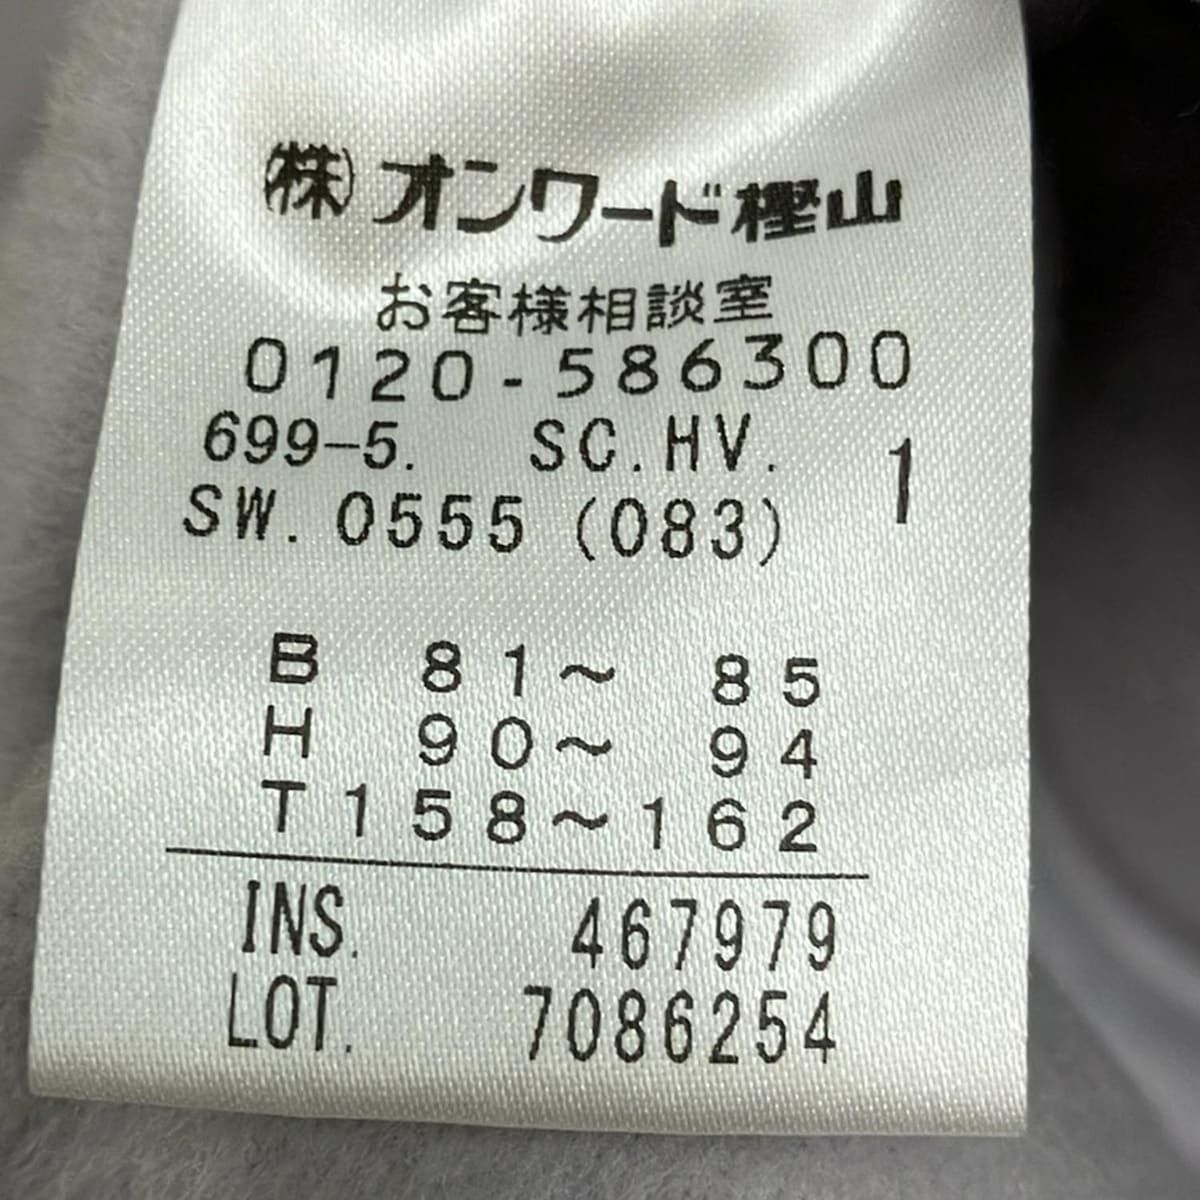 ㈱オンワード樫山
お客様相談室
0120-586300
699-5. SC.HV. 1
SW. 0555 (083)
B 81~ 85
H 90~ 94
T158~162
INS. 467979
LOT. 7086254